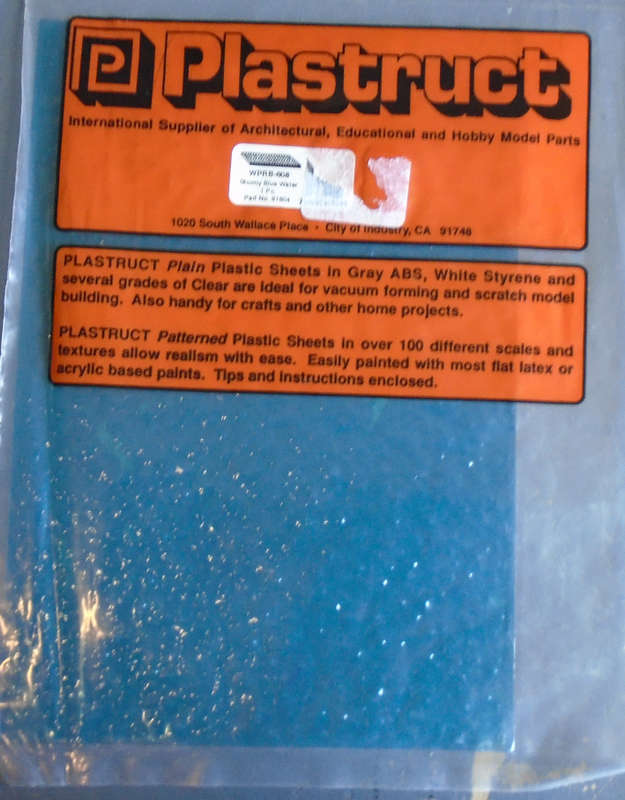 P Plastruct
International Supplier of Architectural, Educational and Hobby Model Parts
WPRB-604
Blue Water
1 Pc.
Part No. 91804
1020 South Wallace Place · City of Industry, CA 91748
PLASTRUCT Plain Plastic Sheets in Gray ABS, White Styrene and
several grades of Clear are ideal for vacuum forming and scratch model
building. Also handy for crafts and other home projects.
PLASTRUCT Patterned Plastic Sheets in over 100 different scales and
textures allow realism with ease. Easily painted with most flat latex or
acrylic based paints. Tips and instructions enclosed.